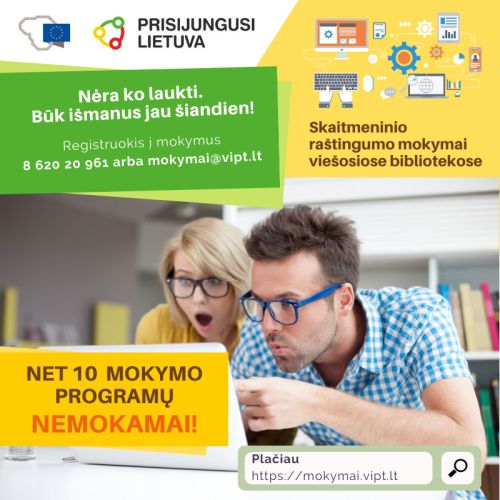 PRISIJUNGUSI
LIETUVA
Nėra ko laukti.
Būk išmanus jau šiandien!
Registruokis į mokymus
8 620 20 961 arba mokymai@vipt.lt
Skaitmeninio
raštingumo mokymai
viešosiose bibliotekose
NET 10 MOKYMO
PROGRAMŲ
NEMOKAMAI!
Plačiau
https://mokymai.vipt.lt